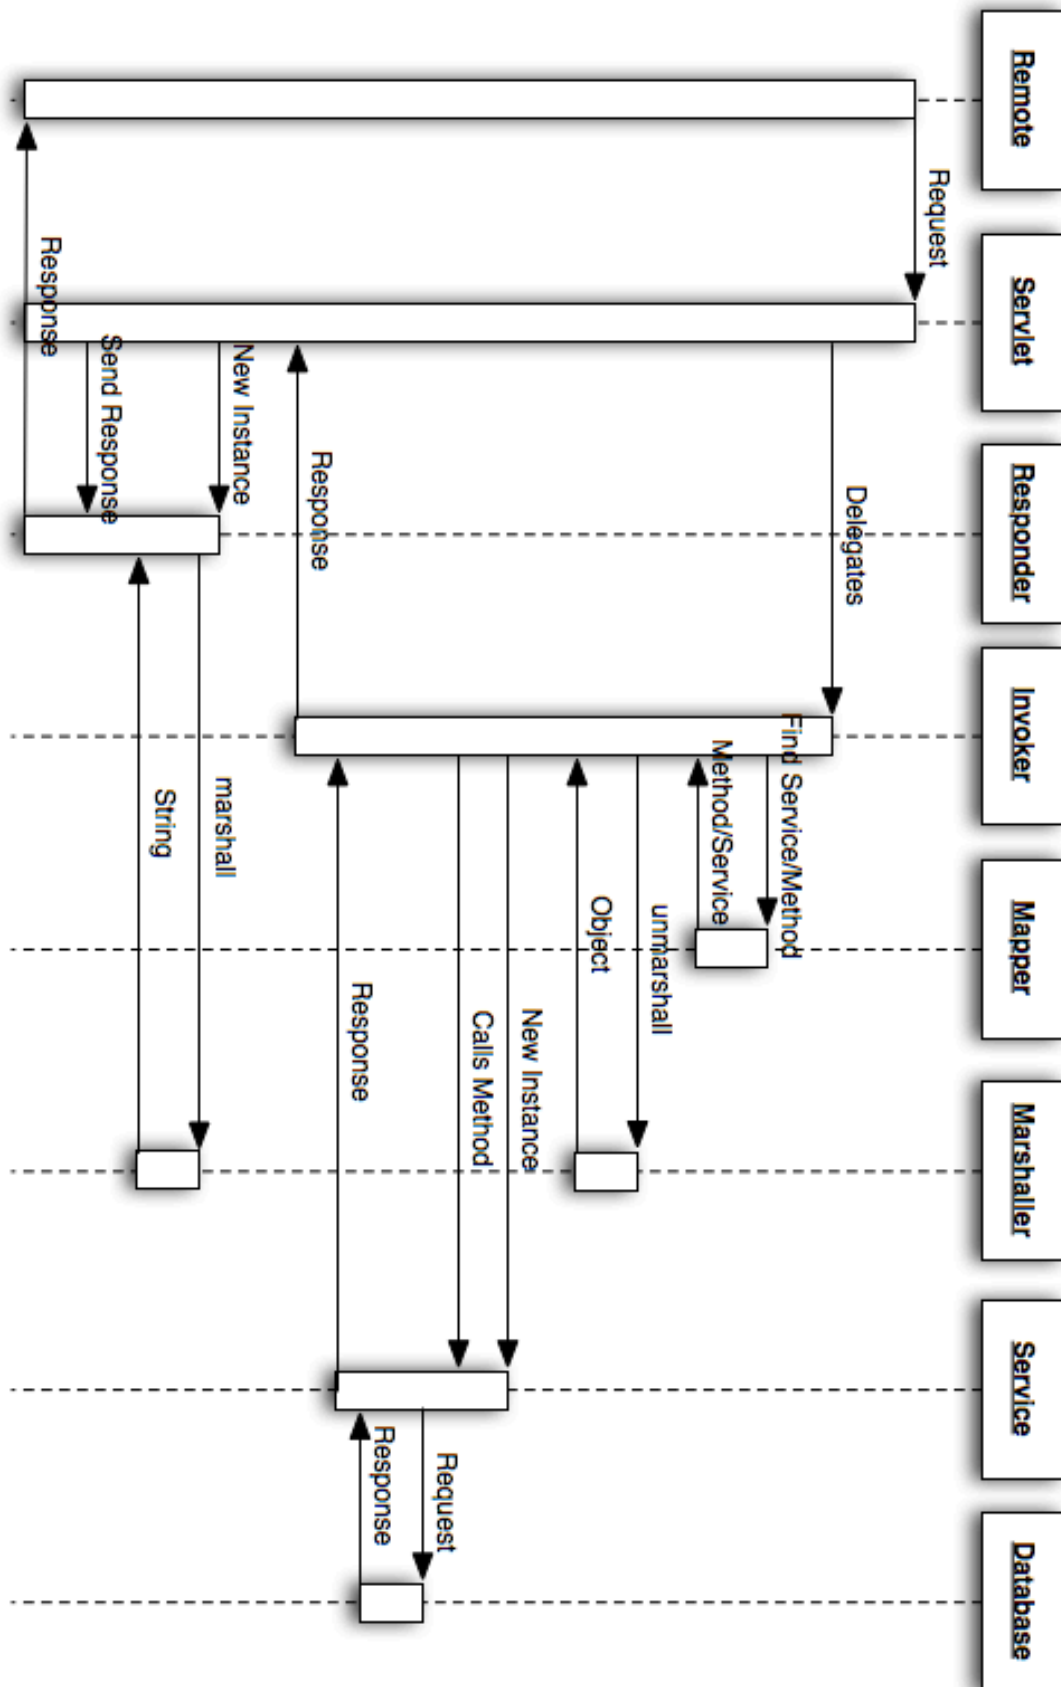 Remote
Servlet
Responder
Invoker
Mapper
Marshaller
Service
Database
Request
Delegates
Find Service/Method
Method/Service
unmarshall
Object
New Instance
Calls Method
Request
Response
Response
Response
New Instance
marshall
String
Send Response
Response